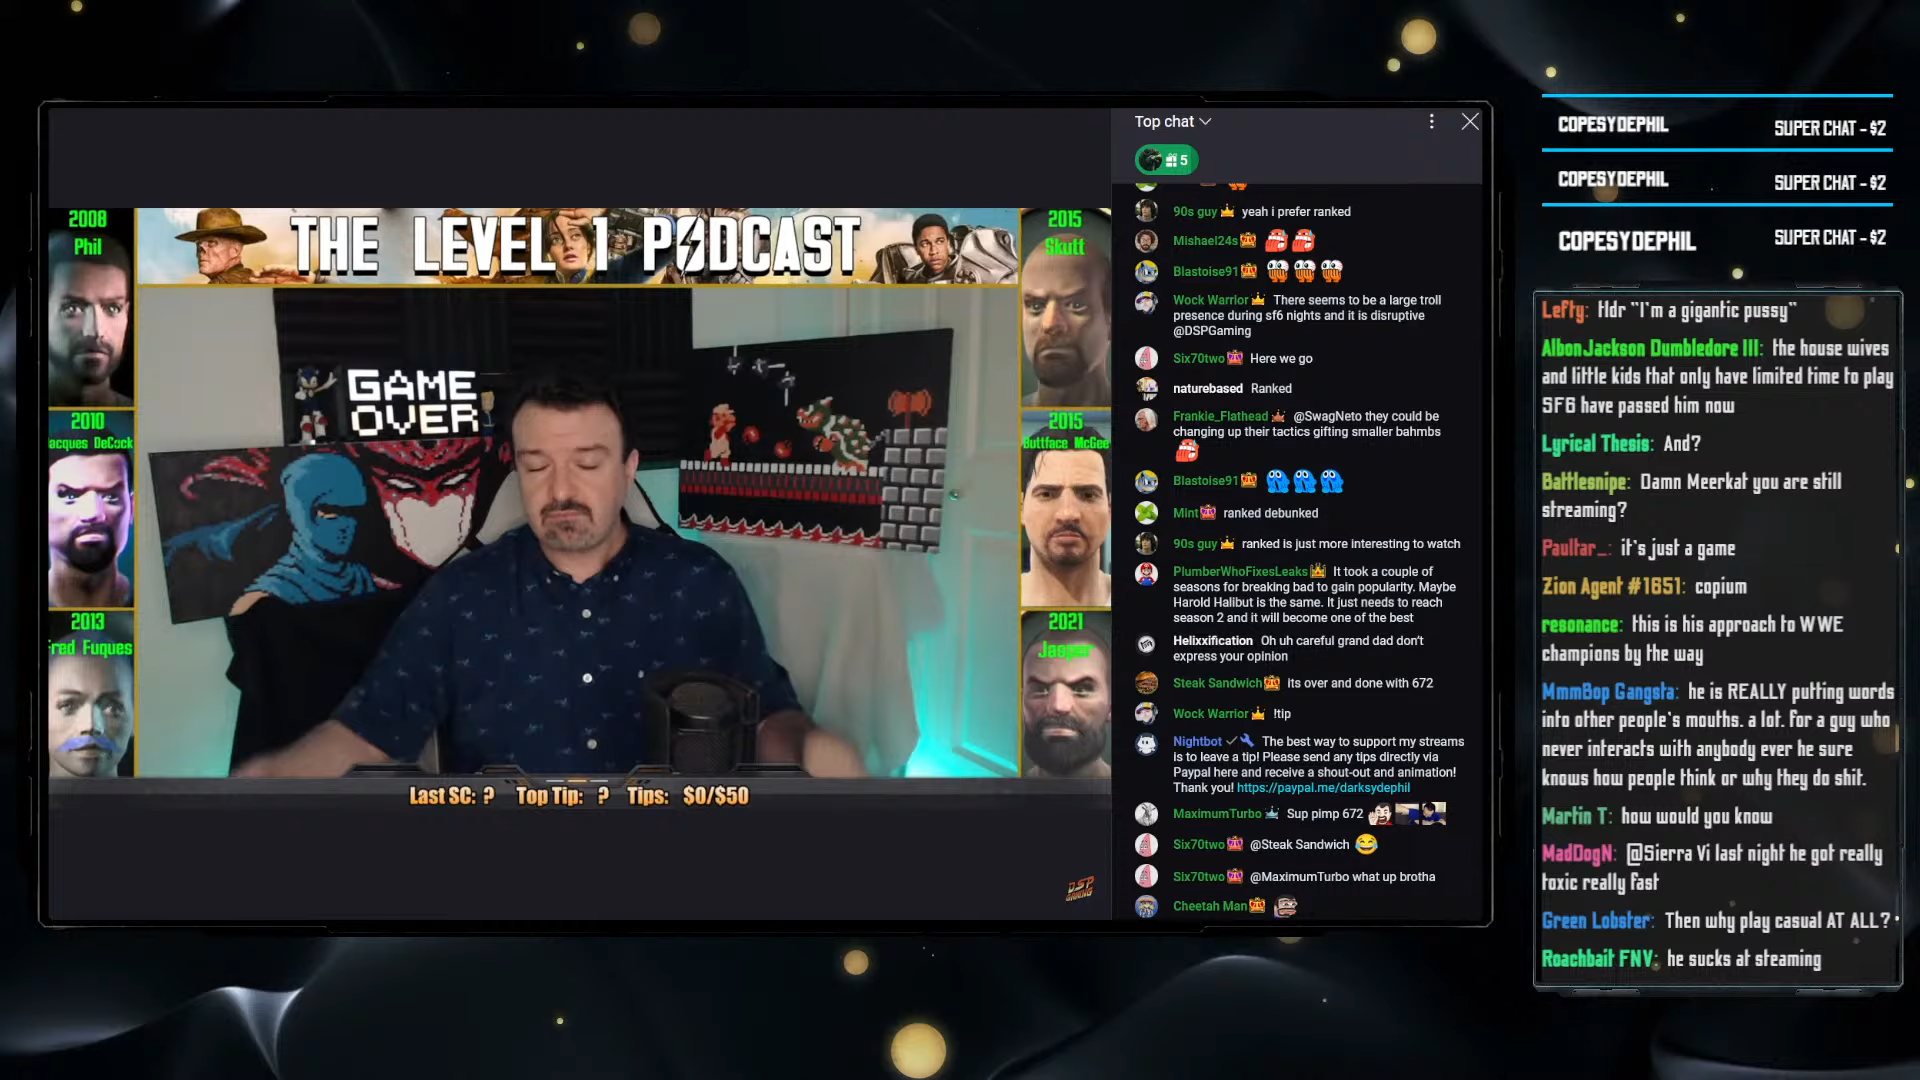 2008
Phil
THE LEVEL 1 PODCAST
2015
Skutt
2010
acques DeCock
GAME
OVER
2015
Buttface McGee
2013
red Fuques
2021
Jasper
Last SC: ? Top Tip: ? Tips: $0/$50
DSP
GAMING
Top chat
5
90s guy yeah i prefer ranked
Mishael24s
Blastoise91
Wock Warrior There seems to be a large troll
presence during sf6 nights and it is disruptive
@DSPGaming
Six70two Here we go
naturebased Ranked
Frankie_Flathead @SwagNeto they could be
changing up their tactics gifting smaller bahmbs
Blastoise91
Mint ranked debunked
90s guy ranked is just more interesting to watch
PlumberWhoFixesLeaks It took a couple of
seasons for breaking bad to gain popularity. Maybe
Harold Halibut is the same. It just needs to reach
season 2 and it will become one of the best
Helixxification Oh uh careful grand dad don't
express your opinion
Steak Sandwich its over and done with 672
Wock Warrior !tip
Nightbot The best way to support my streams
is to leave a tip! Please send any tips directly via
Paypal here and receive a shout-out and animation!
Thank you! https://paypal.me/darksydephil
MaximumTurbo Sup pimp 672
Six70two @Steak Sandwich
Six70two @MaximumTurbo what up brotha
Cheetah Man
COPESYDEPHIL SUPER CHAT - $2
COPESYDEPHIL SUPER CHAT - $2
COPESYDEPHIL SUPER CHAT - $2
Lefty: tldr "I'm a gigantic pussy"
AlbonJackson Dumbledore III: the house wives
and little kids that only have limited time to play
SF6 have passed him now
Lyrical Thesis: And?
Battlesnipe: Damn Meerkat you are still
streaming?
Paultar_: it's just a game
Zion Agent #1651: copium
resonance: this is his approach to WWE
champions by the way
MmmBop Gangsta: he is REALLY putting words
into other people's mouths. a lot. for a guy who
never interacts with anybody ever he sure
knows how people think or why they do shit.
Martin T: how would you know
MadDogN: @Sierra Vi last night he got really
toxic really fast
Green Lobster: Then why play casual AT ALL?
Roachbait FNV: he sucks at steaming